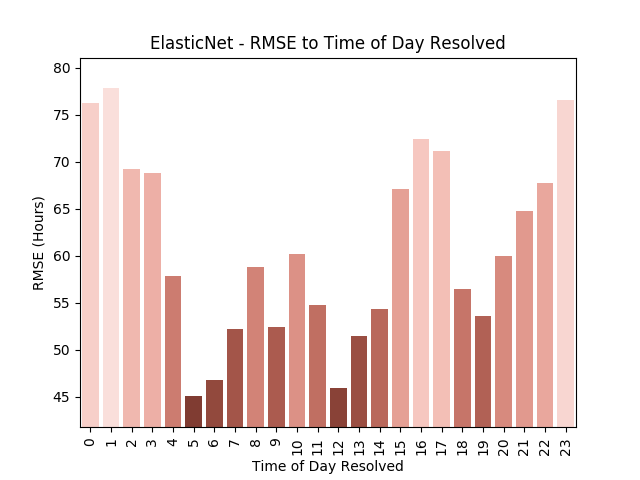 ElasticNet - RMSE to Time of Day Resolved
80
75
70
65
60
55
50
45
RMSE (Hours)
0 1 2 3 4 5 6 7 8 9 10 11 12 13 14 15 16 17 18 19 20 21 22 23
Time of Day Resolved